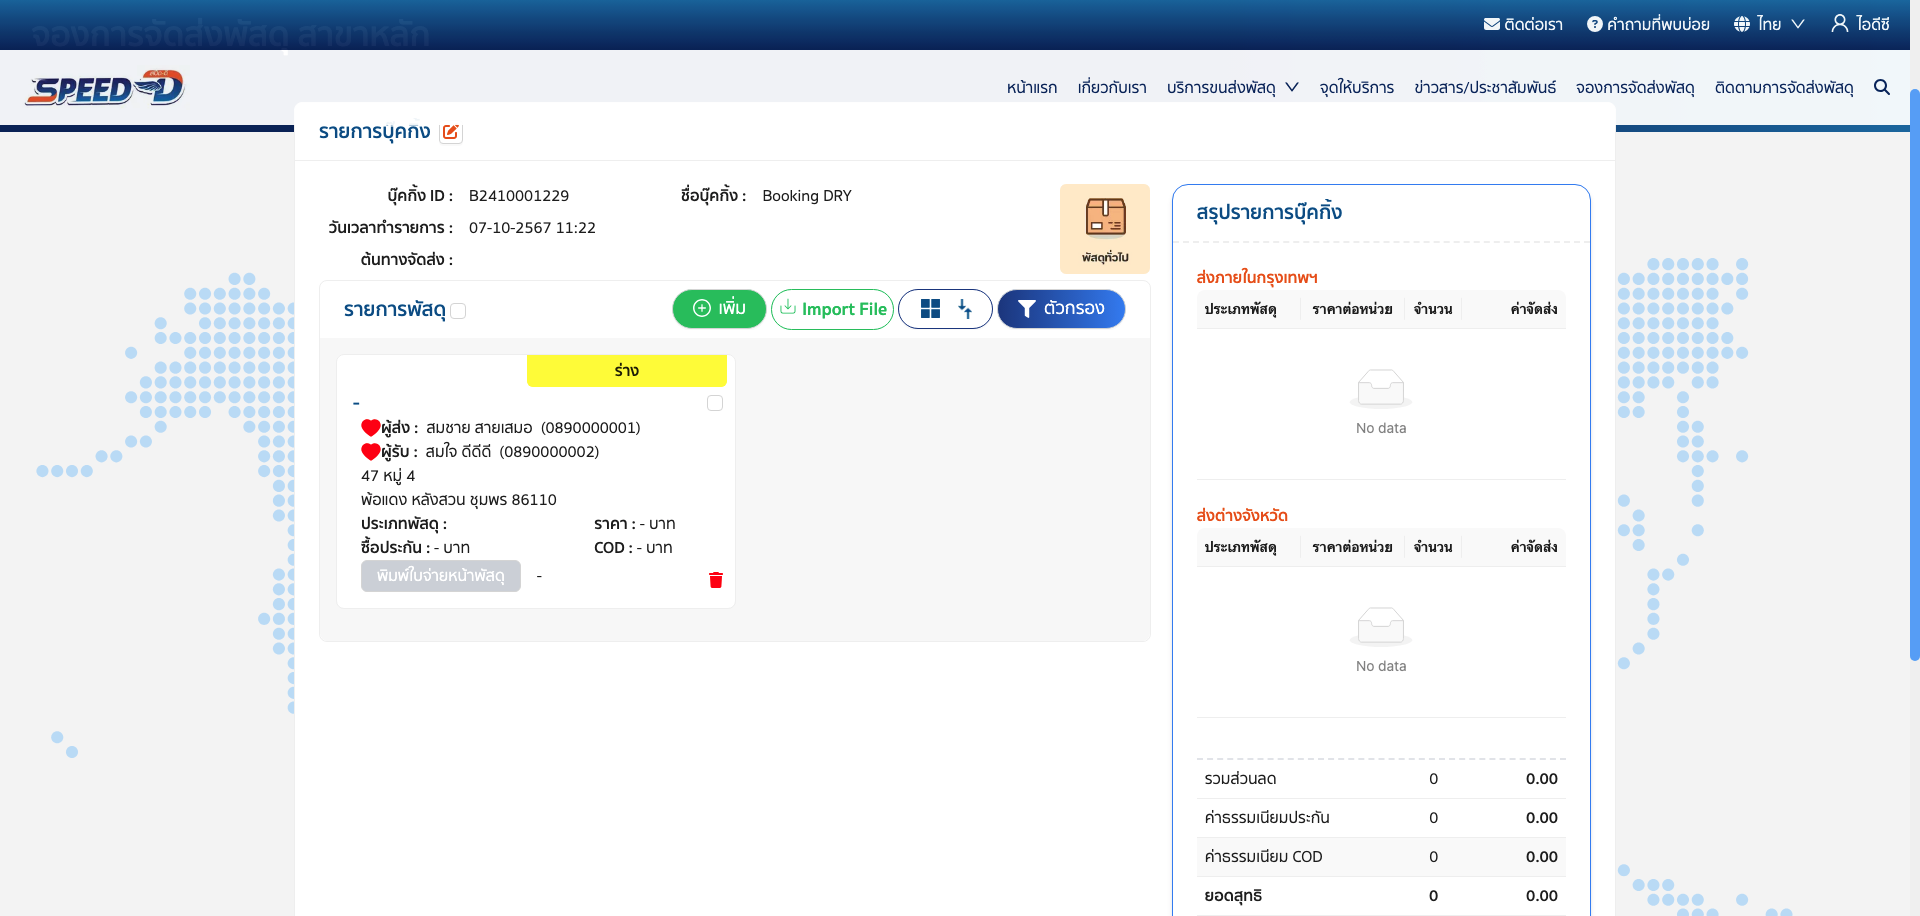 จองการจัดส่งพัสดุ สาขาหลัก
ติดต่อเรา คำถามที่พบบ่อย ไทย ไอดีซี
SPEED-D
หน้าแรก เกี่ยวกับเรา บริการขนส่งพัสดุ จุดให้บริการ ข่าวสาร/ประชาสัมพันธ์ จองการจัดส่งพัสดุ ติดตามการจัดส่งพัสดุ
รายการบุ๊คกิ้ง
บุ๊คกิ้ง ID : B2410001229 ชื่อบุ๊คกิ้ง : Booking DRY
วันเวลาทำรายการ : 07-10-2567 11:22
ต้นทางจัดส่ง :
พัสดุทั่วไป
รายการพัสดุ เพิ่ม Import File ตัวกรอง
ร่าง
-
ผู้ส่ง : สมชาย สายเสมอ (0890000001)
ผู้รับ : สมใจ ดีดีดี (0890000002)
47 หมู่ 4
พ้อแดง หลังสวน ชุมพร 86110
ประเภทพัสดุ : ราคา : - บาท
ซื้อประกัน : - บาท COD : - บาท
พิมพ์ใบจ่ายหน้าพัสดุ -
สรุปรายการบุ๊คกิ้ง
ส่งภายในกรุงเทพฯ
ประเภทพัสดุ ราคาต่อหน่วย จำนวน ค่าจัดส่ง
No data
ส่งต่างจังหวัด
ประเภทพัสดุ ราคาต่อหน่วย จำนวน ค่าจัดส่ง
No data
รวมส่วนลด 0 0.00
ค่าธรรมเนียมประกัน 0 0.00
ค่าธรรมเนียม COD 0 0.00
ยอดสุทธิ 0 0.00